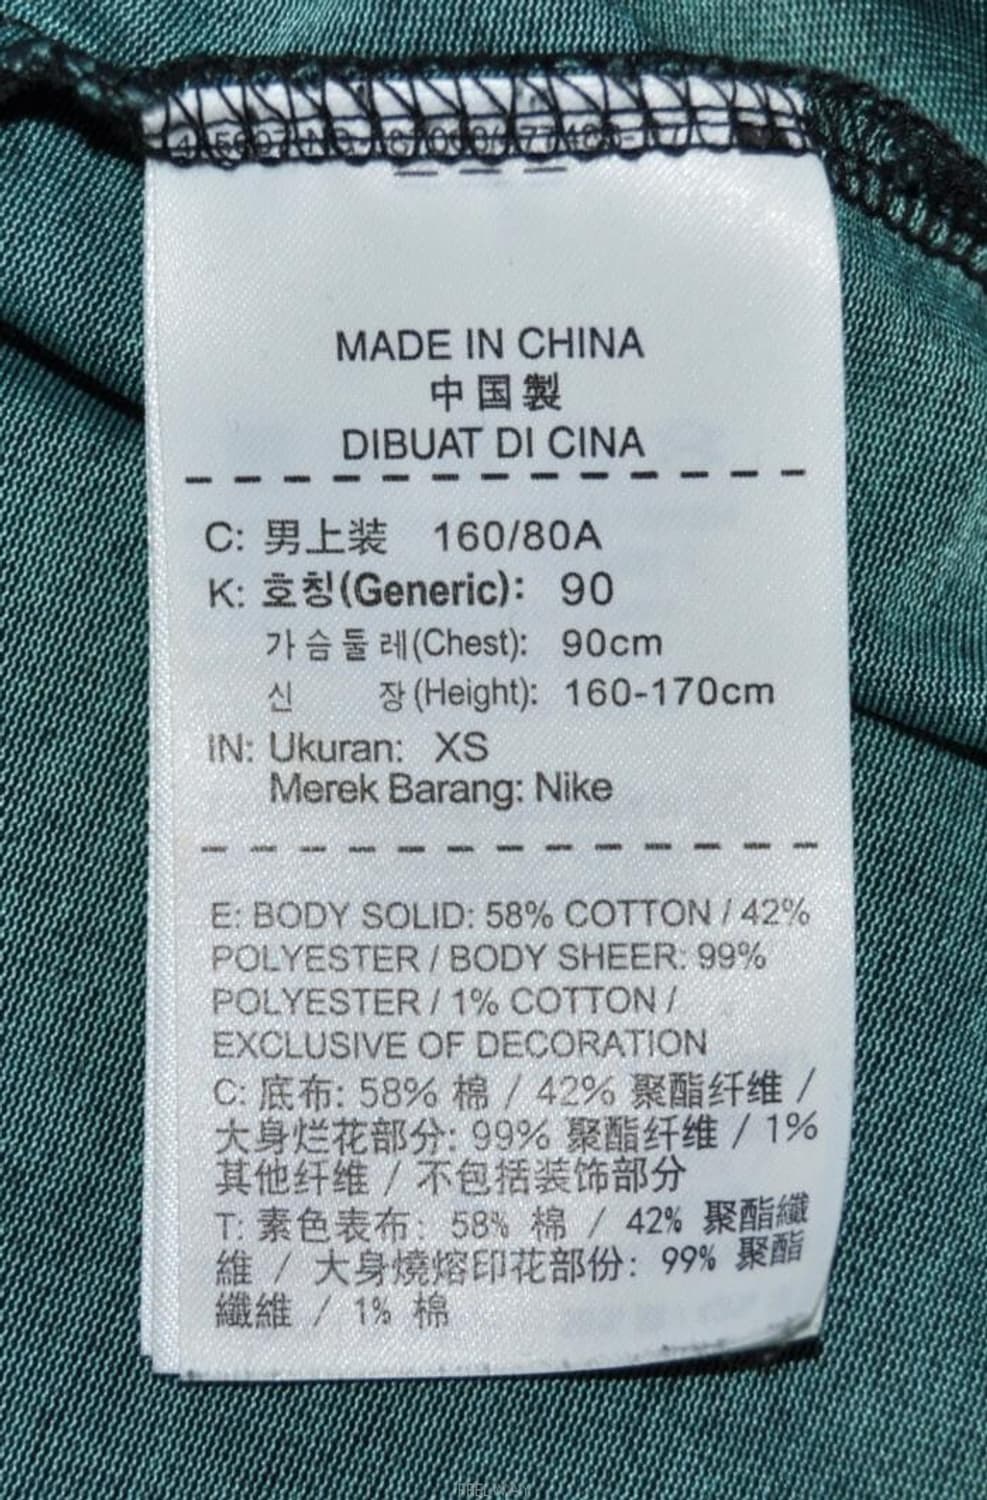 MADE IN CHINA
中国製
DIBUAT DI CINA
C: 男上装 160/80A
K: 호칭(Generic): 90
가슴둘레(Chest): 90cm
신 장(Height): 160-170cm
IN: Ukuran: XS
Merek Barang: Nike
E: BODY SOLID: 58% COTTON / 42%
POLYESTER / BODY SHEER: 99%
POLYESTER / 1% COTTON /
EXCLUSIVE OF DECORATION
C: 底布: 58% 棉 / 42% 聚酯纤维 /
大身烂花部分: 99% 聚酯纤维 / 1%
其他纤维 / 不包括装饰部分
T: 素色表布: 58% 棉 / 42% 聚酯纖
維 / 大身燒熔印花部份: 99% 聚酯
纖維 / 1% 棉